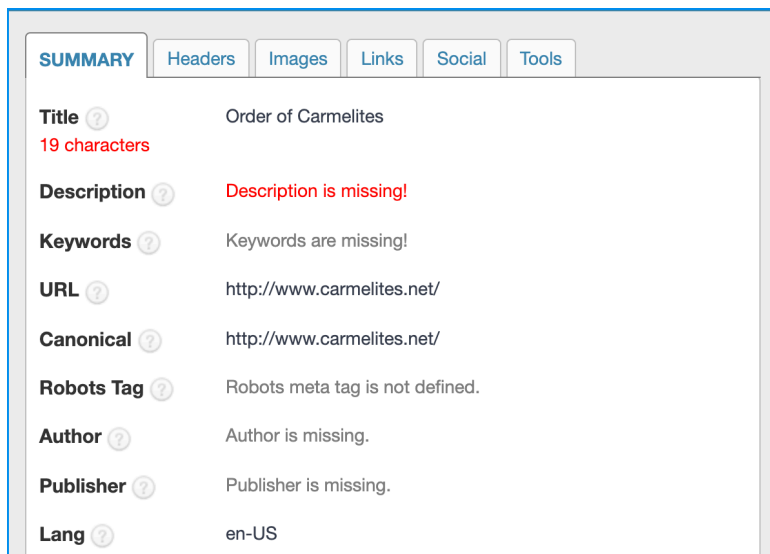 SUMMARY Headers Images Links Social Tools
Title ? Order of Carmelites
19 characters
Description ? Description is missing!
Keywords ? Keywords are missing!
URL ? http://www.carmelites.net/
Canonical ? http://www.carmelites.net/
Robots Tag ? Robots meta tag is not defined.
Author ? Author is missing.
Publisher ? Publisher is missing.
Lang ? en-US